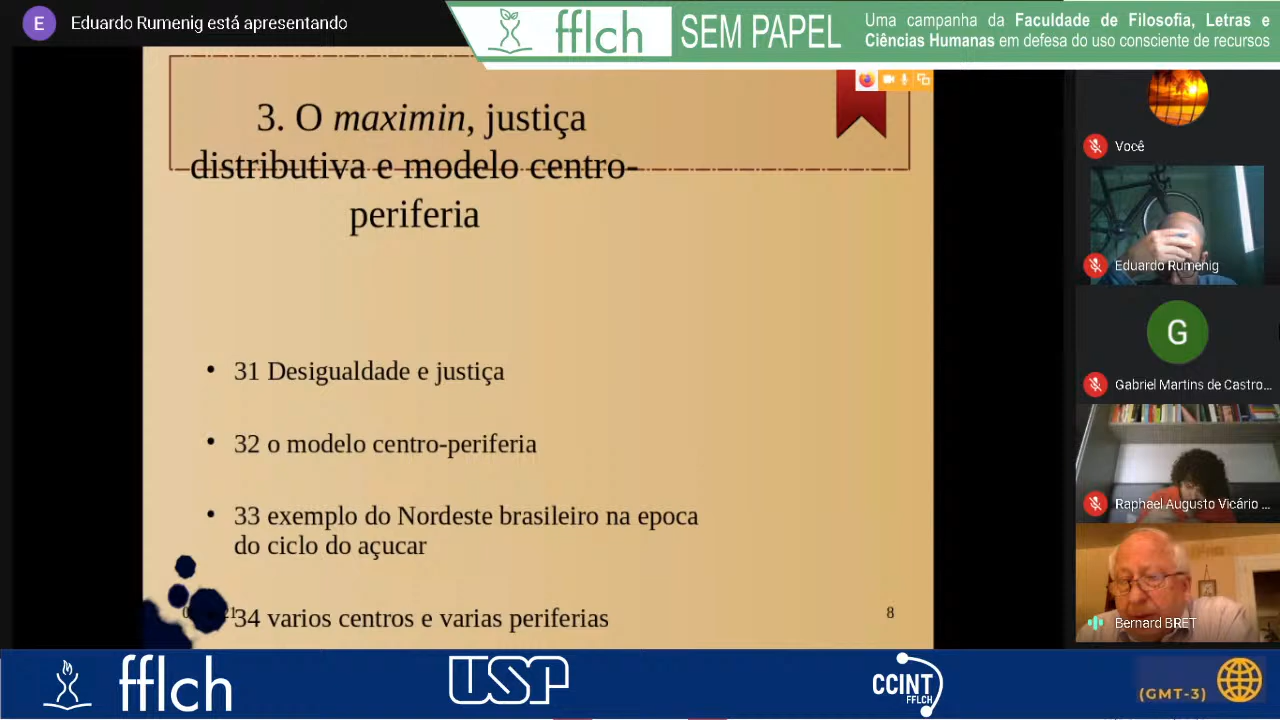 E
Eduardo Rumenig está apresentando
fflch
SEM PAPEL
Uma campanha da Faculdade de Filosofia, Letras e
Ciências Humanas em defesa do uso consciente de recursos
3. O maximin, justiça
distributiva e modelo centro-
periferia
• 31 Desigualdade e justiça
• 32 o modelo centro-periferia
• 33 exemplo do Nordeste brasileiro na epoca
do ciclo do açucar
• 34 varios centros e varias periferias
8
Você
Eduardo Rumenig
G
Gabriel Martins de Castro...
Raphael Augusto Vicário ...
Bernard BRET
fflch
USP
CCINT
FFLCH
(GMT-3)